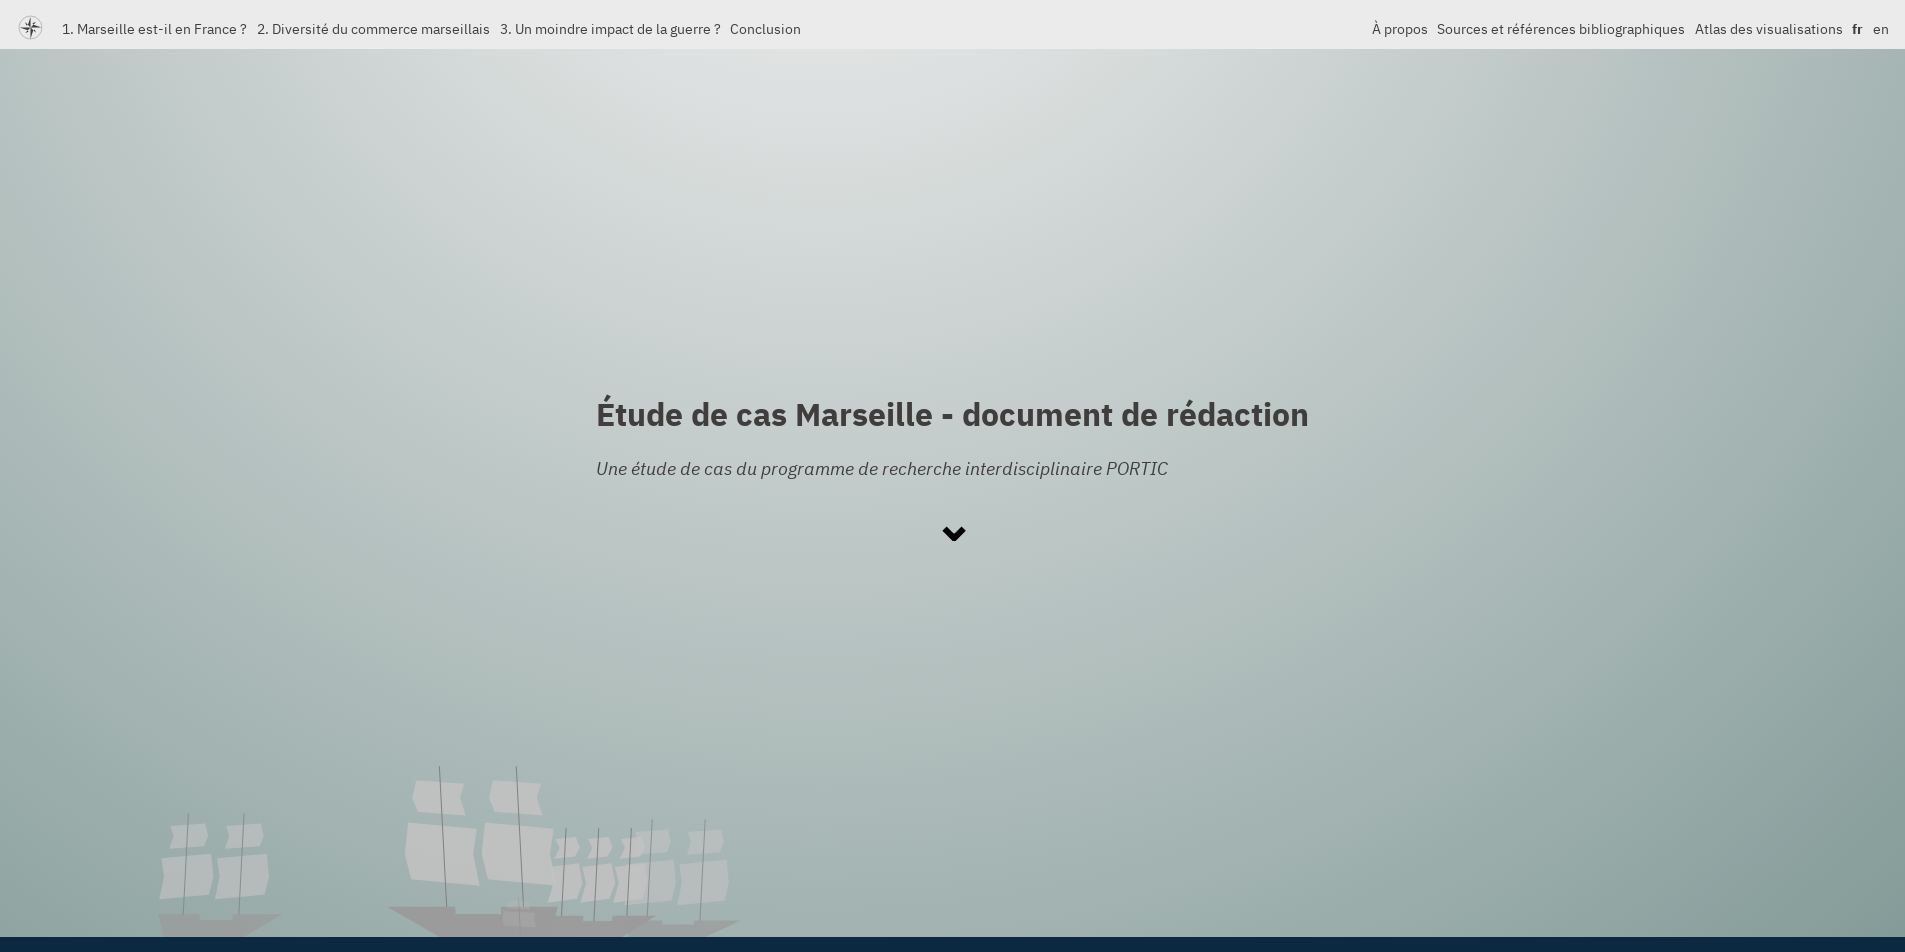 1. Marseille est-il en France ? 2. Diversité du commerce marseillais 3. Un moindre impact de la guerre ? Conclusion À propos Sources et références bibliographiques Atlas des visualisations fr en
Étude de cas Marseille - document de rédaction
Une étude de cas du programme de recherche interdisciplinaire PORTIC